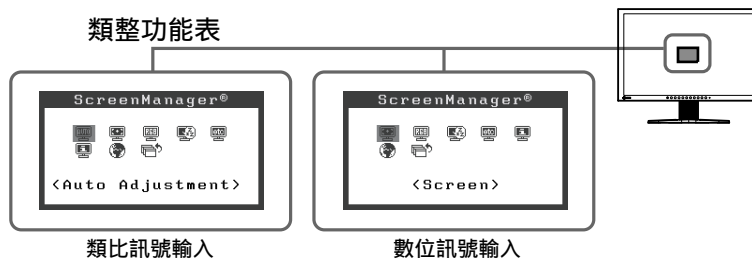 類整功能表
ScreenManager®
<Auto Adjustment>
類比訊號輸入
ScreenManager®
<Screen>
數位訊號輸入